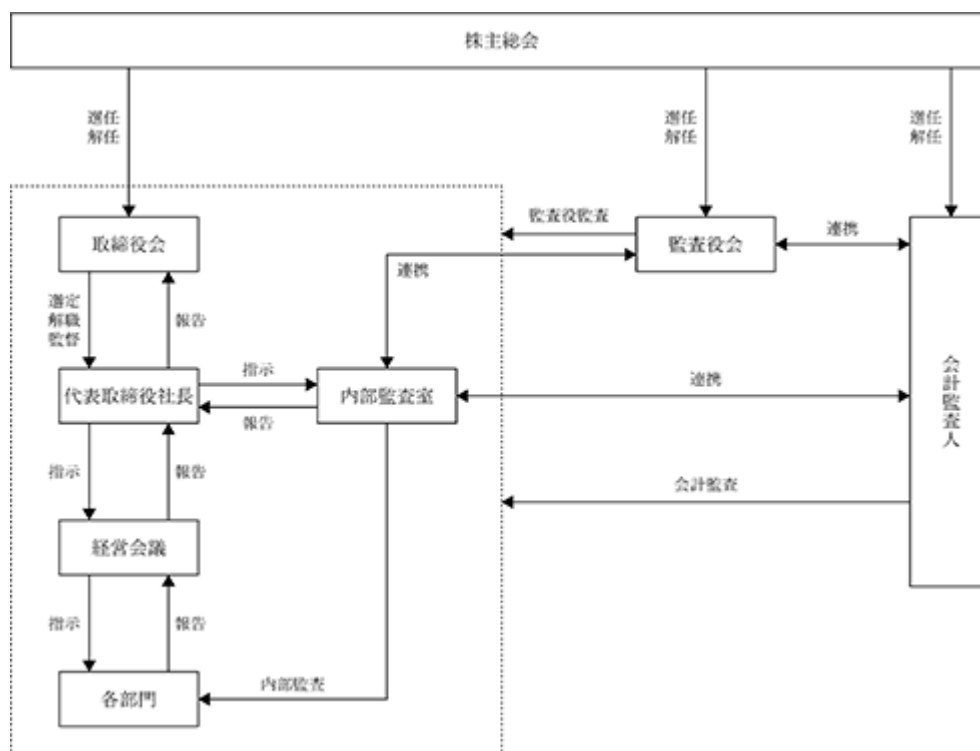 株主総会
選任
解任
選任
解任
選任
解任
取締役会
監査役監査
監査役会
連携
連携
選定
解職
監督
報告
代表取締役社長
指示
報告
内部監査室
連携
会計監査人
指示
報告
会計監査
経営会議
指示
報告
各部門
内部監査